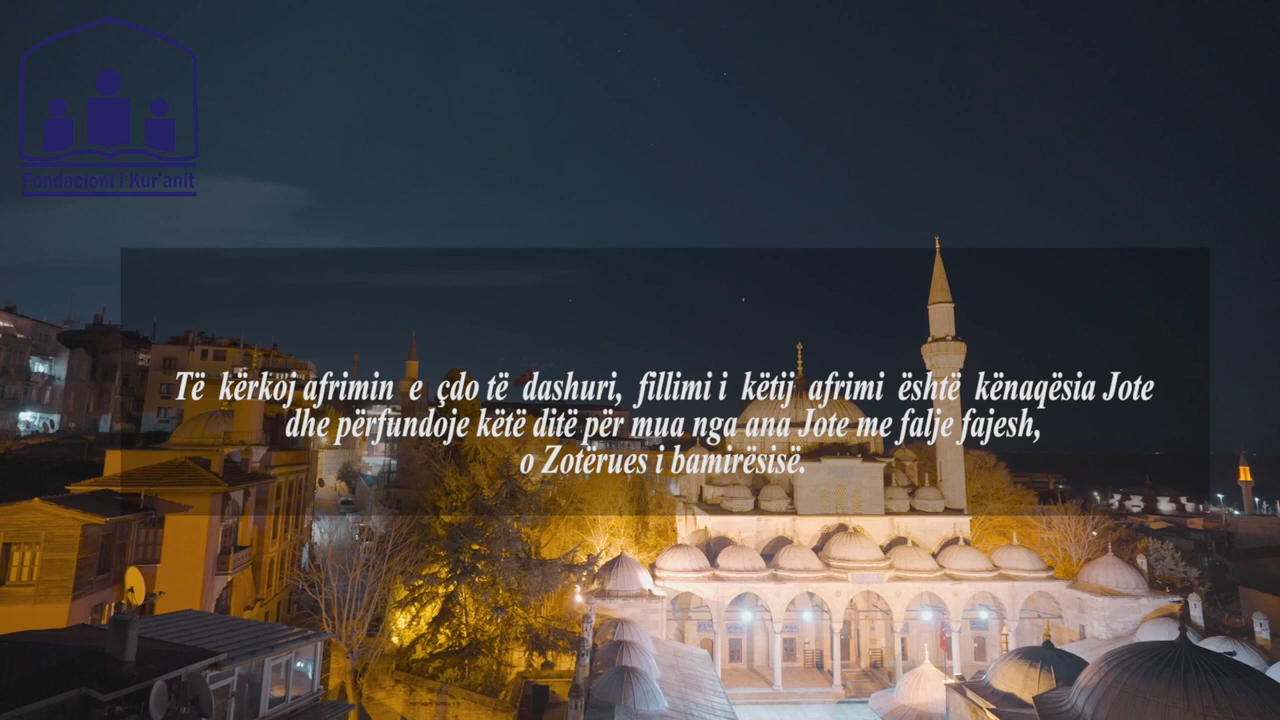 Fondacioni i Kur'anit
Të kërkoj afrimin e çdo të dashuri, fillimi i këtij afrimi është kënaqësia Jote
dhe përfundoje këtë ditë për mua nga ana Jote me falje fajesh,
o Zotërues i bamirësisë.